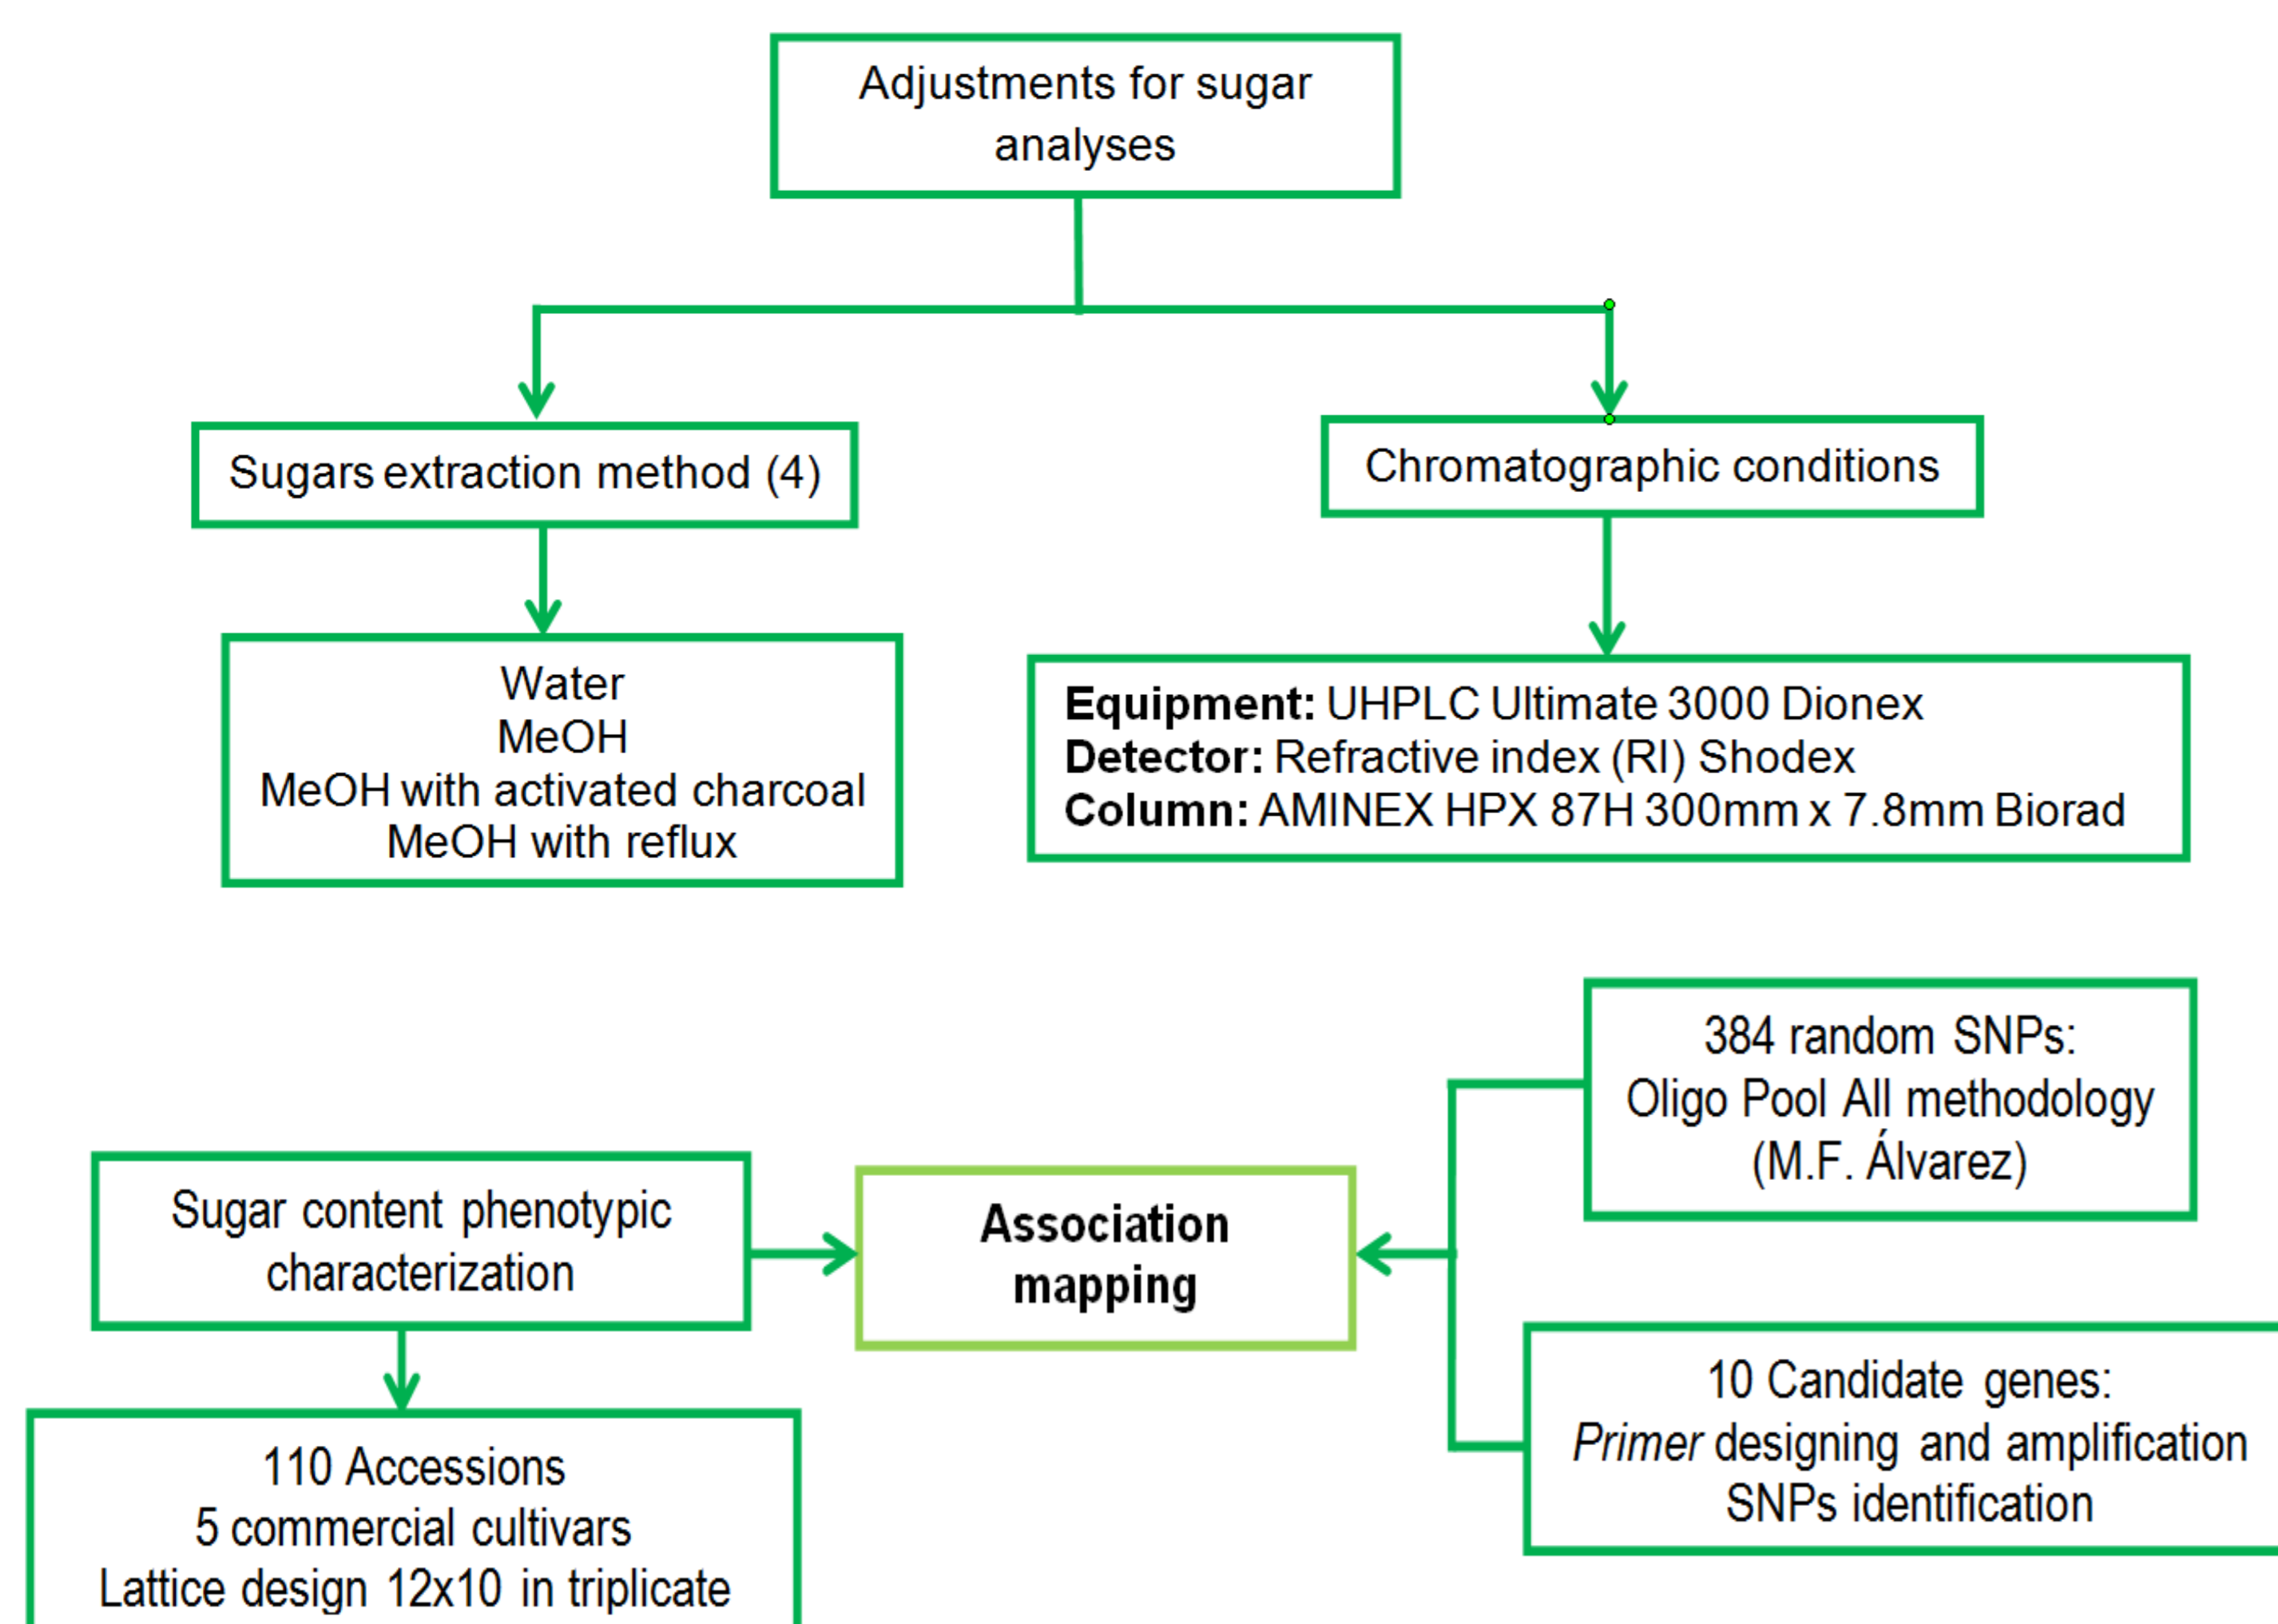 Adjustments for sugar
analyses
Sugars extraction method (4)
Chromatographic conditions
Water
MeOH
MeOH with activated charcoal
MeOH with reflux
Equipment: UHPLC Ultimate 3000 Dionex
Detector: Refractive index (RI) Shodex
Column: AMINEX HPX 87H 300mm x 7.8mm Biorad
384 random SNPs:
Oligo Pool All methodology
(M.F. Álvarez)
Sugar content phenotypic
characterization
Association
mapping
10 Candidate genes:
Primer designing and amplification
SNPs identification
110 Accessions
5 commercial cultivars
Lattice design 12x10 in triplicate